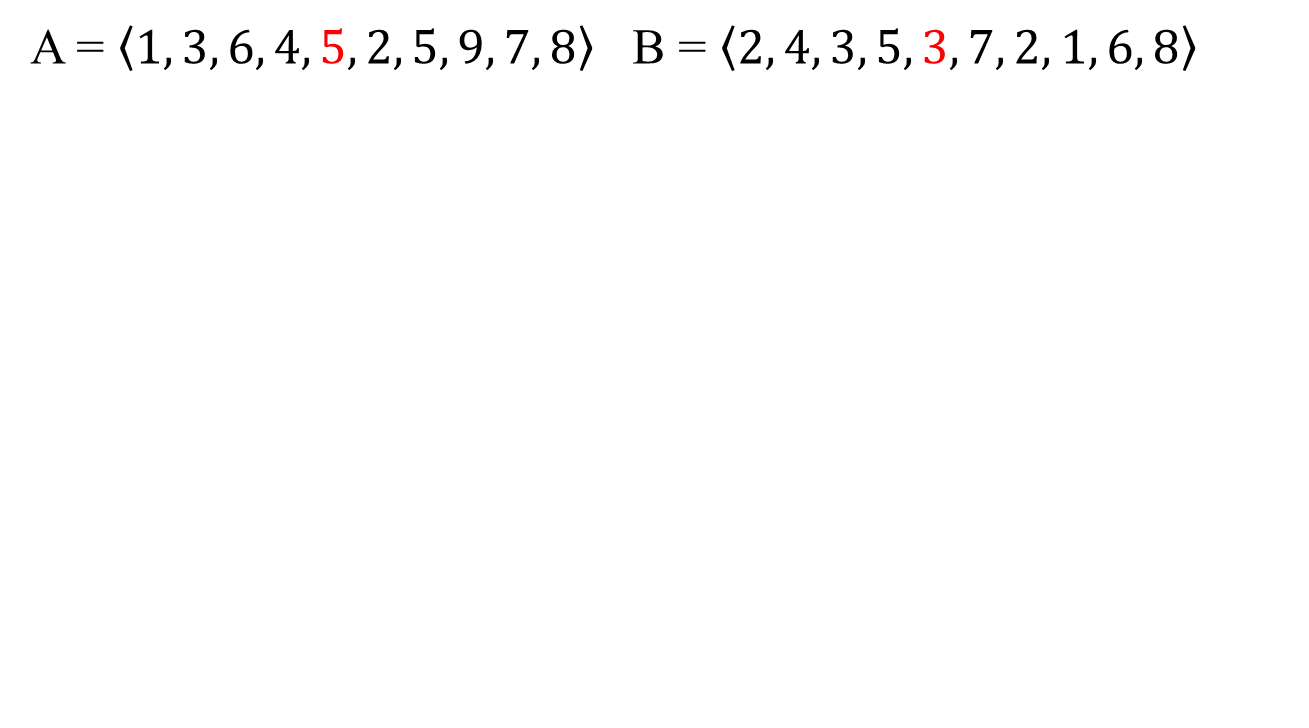 A = ⟨1, 3, 6, 4, 5, 2, 5, 9, 7, 8⟩ B = ⟨2, 4, 3, 5, 3, 7, 2, 1, 6, 8⟩